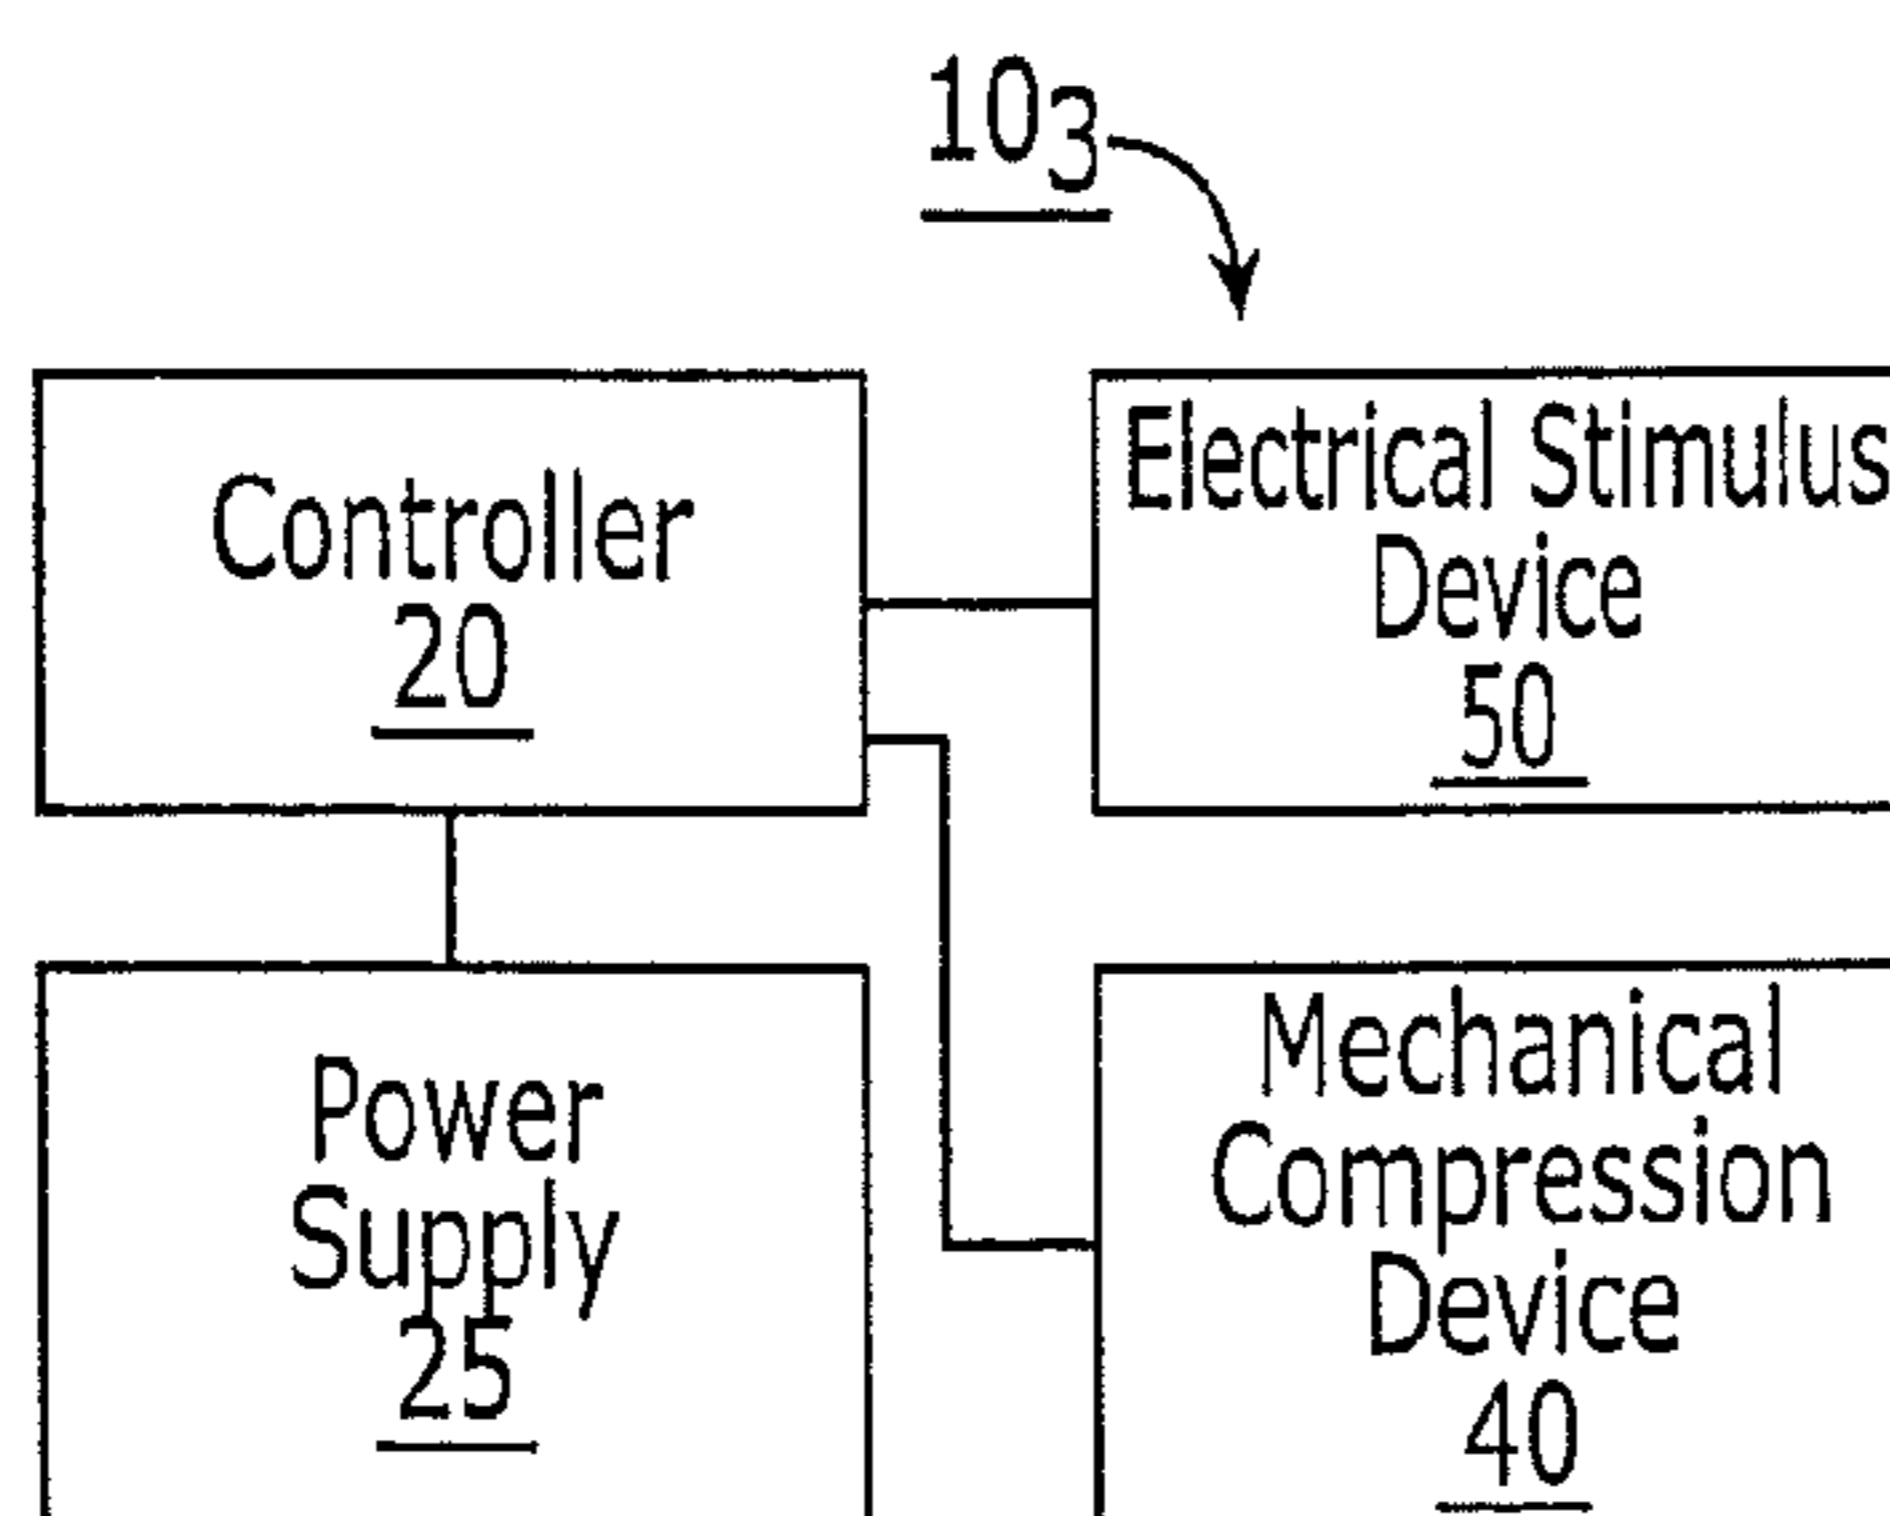 10₃
Controller
20
Electrical Stimulus
Device
50
Power
Supply
25
Mechanical
Compression
Device
40